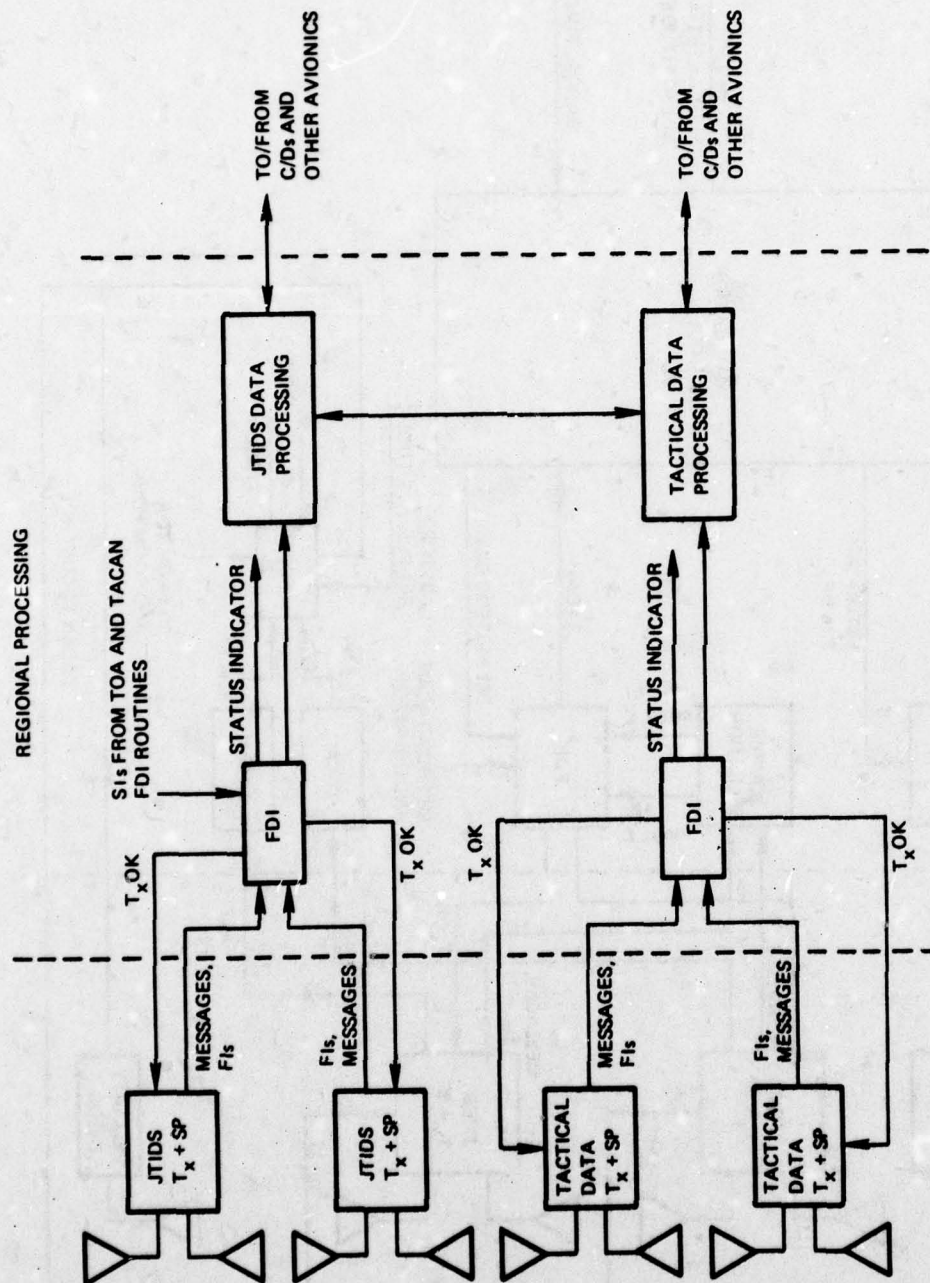 REGIONAL PROCESSING
SIs FROM TOA AND TACAN
FDI ROUTINES
TxOK
JTIDS
Tx + SP
MESSAGES,
FIs
FDI
STATUS INDICATOR
JTIDS DATA
PROCESSING
TO/FROM
C/Ds AND
OTHER AVIONICS
FIs,
MESSAGES
JTIDS
Tx + SP
Tx OK
TxOK
TACTICAL
DATA
Tx + SP
MESSAGES,
FIs
FDI
STATUS INDICATOR
TACTICAL DATA
PROCESSING
TO/FROM
C/Ds AND
OTHER AVIONICS
FIs,
MESSAGES
TACTICAL
DATA
Tx + SP
TxOK